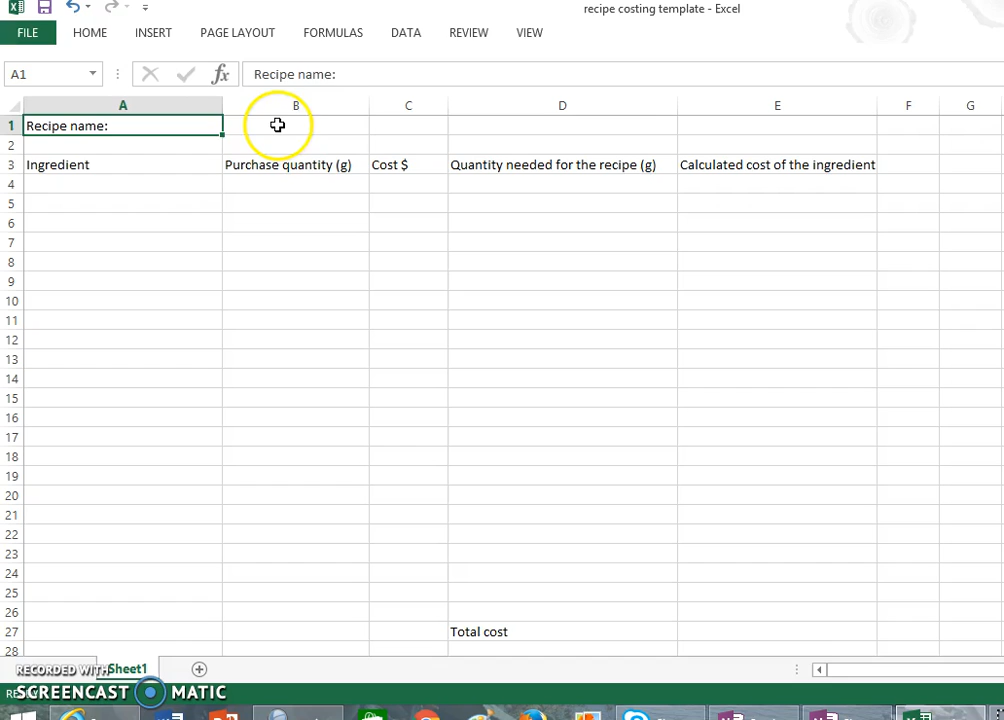 recipe costing template - Excel
FILE HOME INSERT PAGE LAYOUT FORMULAS DATA REVIEW VIEW
A1 fx Recipe name:
A B C D E F G
1 Recipe name:
2
3 Ingredient Purchase quantity (g) Cost $ Quantity needed for the recipe (g) Calculated cost of the ingredient
4
5
6
7
8
9
10
11
12
13
14
15
16
17
18
19
20
21
22
23
24
25
26
27 Total cost
28
RECORDED WITH Sheet1
SCREENCAST MATIC